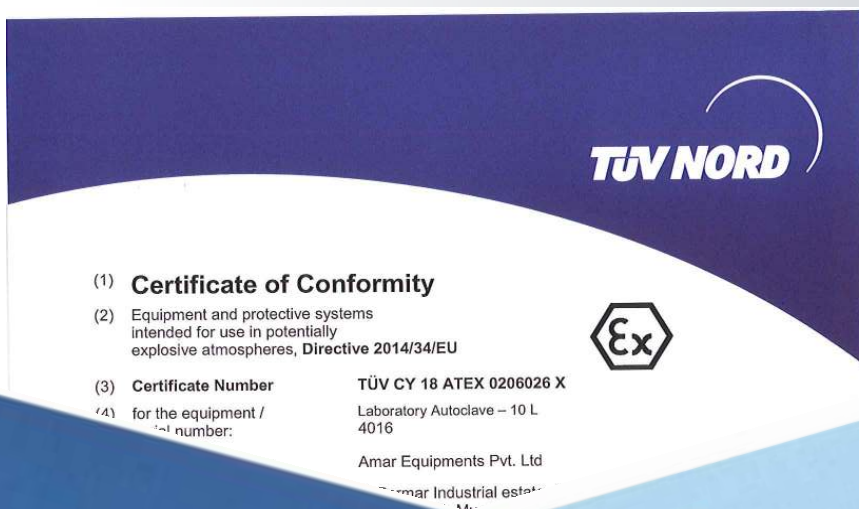 TÜV NORD
(1) Certificate of Conformity
(2) Equipment and protective systems
intended for use in potentially
explosive atmospheres, Directive 2014/34/EU
Ex
(3) Certificate Number TÜV CY 18 ATEX 0206026 X
(4) for the equipment / Laboratory Autoclave – 10 L
number: 4016
Amar Equipments Pvt. Ltd
Industrial